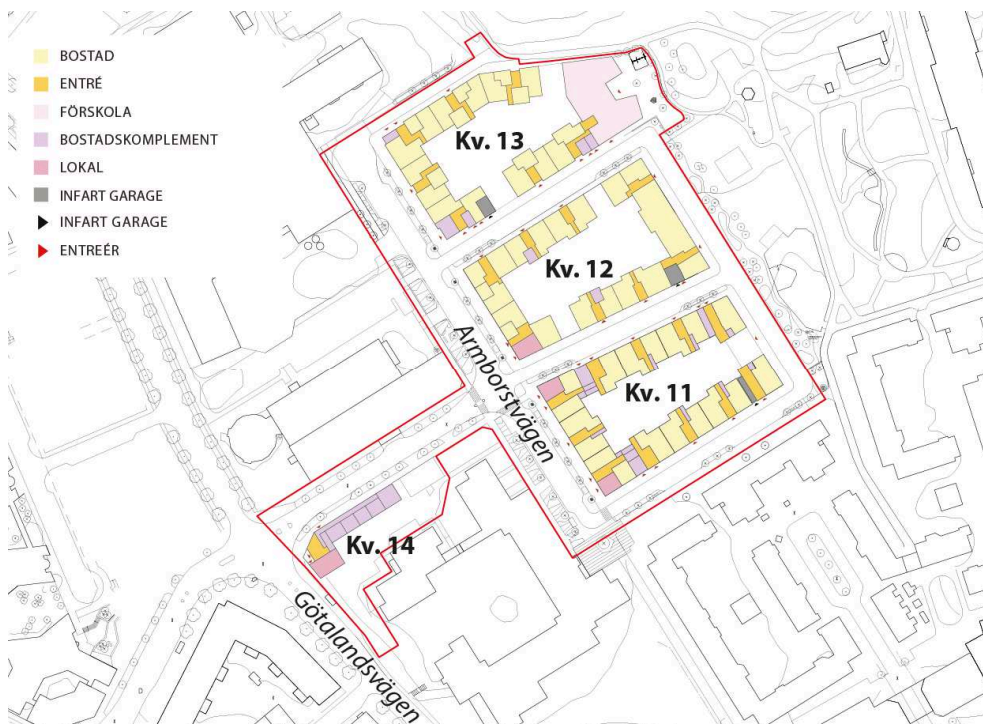 BOSTAD
ENTRÉ
FÖRSKOLA
BOSTADSKOMPLEMENT
LOKAL
INFART GARAGE
INFART GARAGE
ENTREÉR
Kv. 13
Kv. 12
Armborstvägen
Kv. 11
Kv. 14
Götalandsvägen